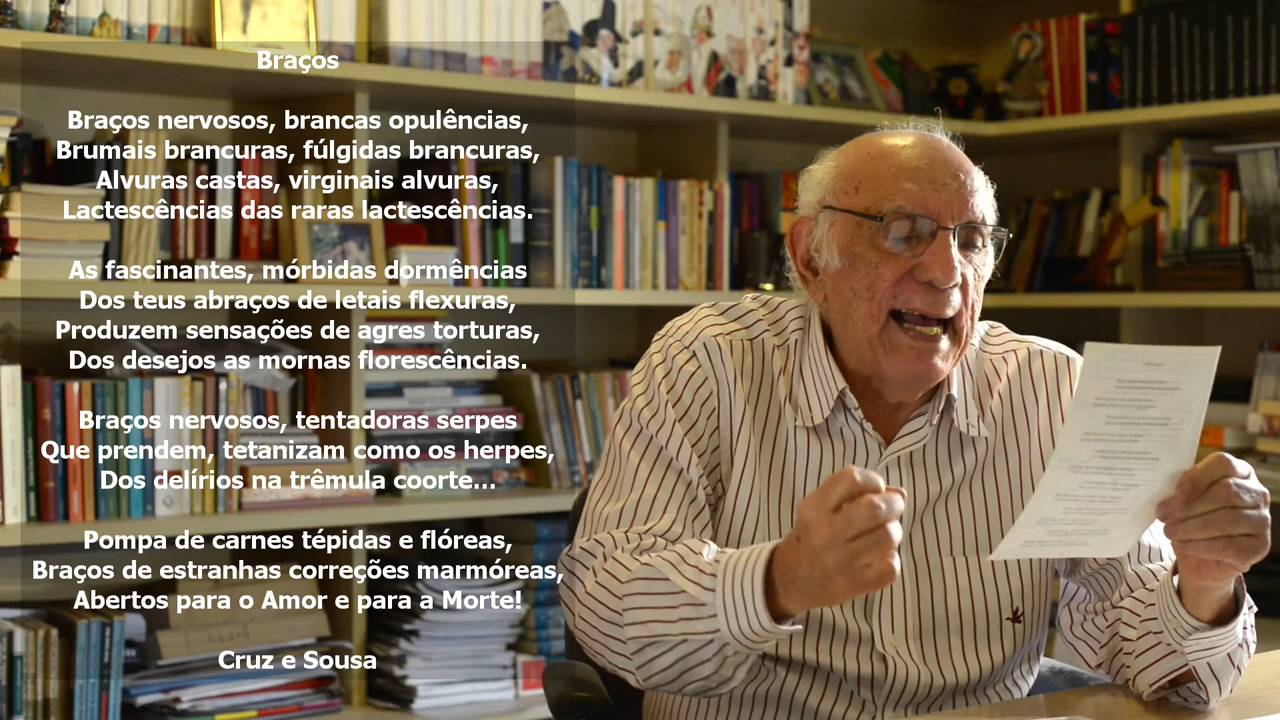 Braços
Braços nervosos, brancas opulências,
Brumais brancuras, fúlgidas brancuras,
Alvuras castas, virginais alvuras,
Lactescências das raras lactescências.
As fascinantes, mórbidas dormências
Dos teus abraços de letais flexuras,
Produzem sensações de agres torturas,
Dos desejos as mornas florescências.
Braços nervosos, tentadoras serpes
Que prendem, tetanizam como os herpes,
Dos delírios na trêmula coorte...
Pompa de carnes tépidas e flóreas,
Braços de estranhas correções marmóreas,
Abertos para o Amor e para a Morte!
Cruz e Sousa